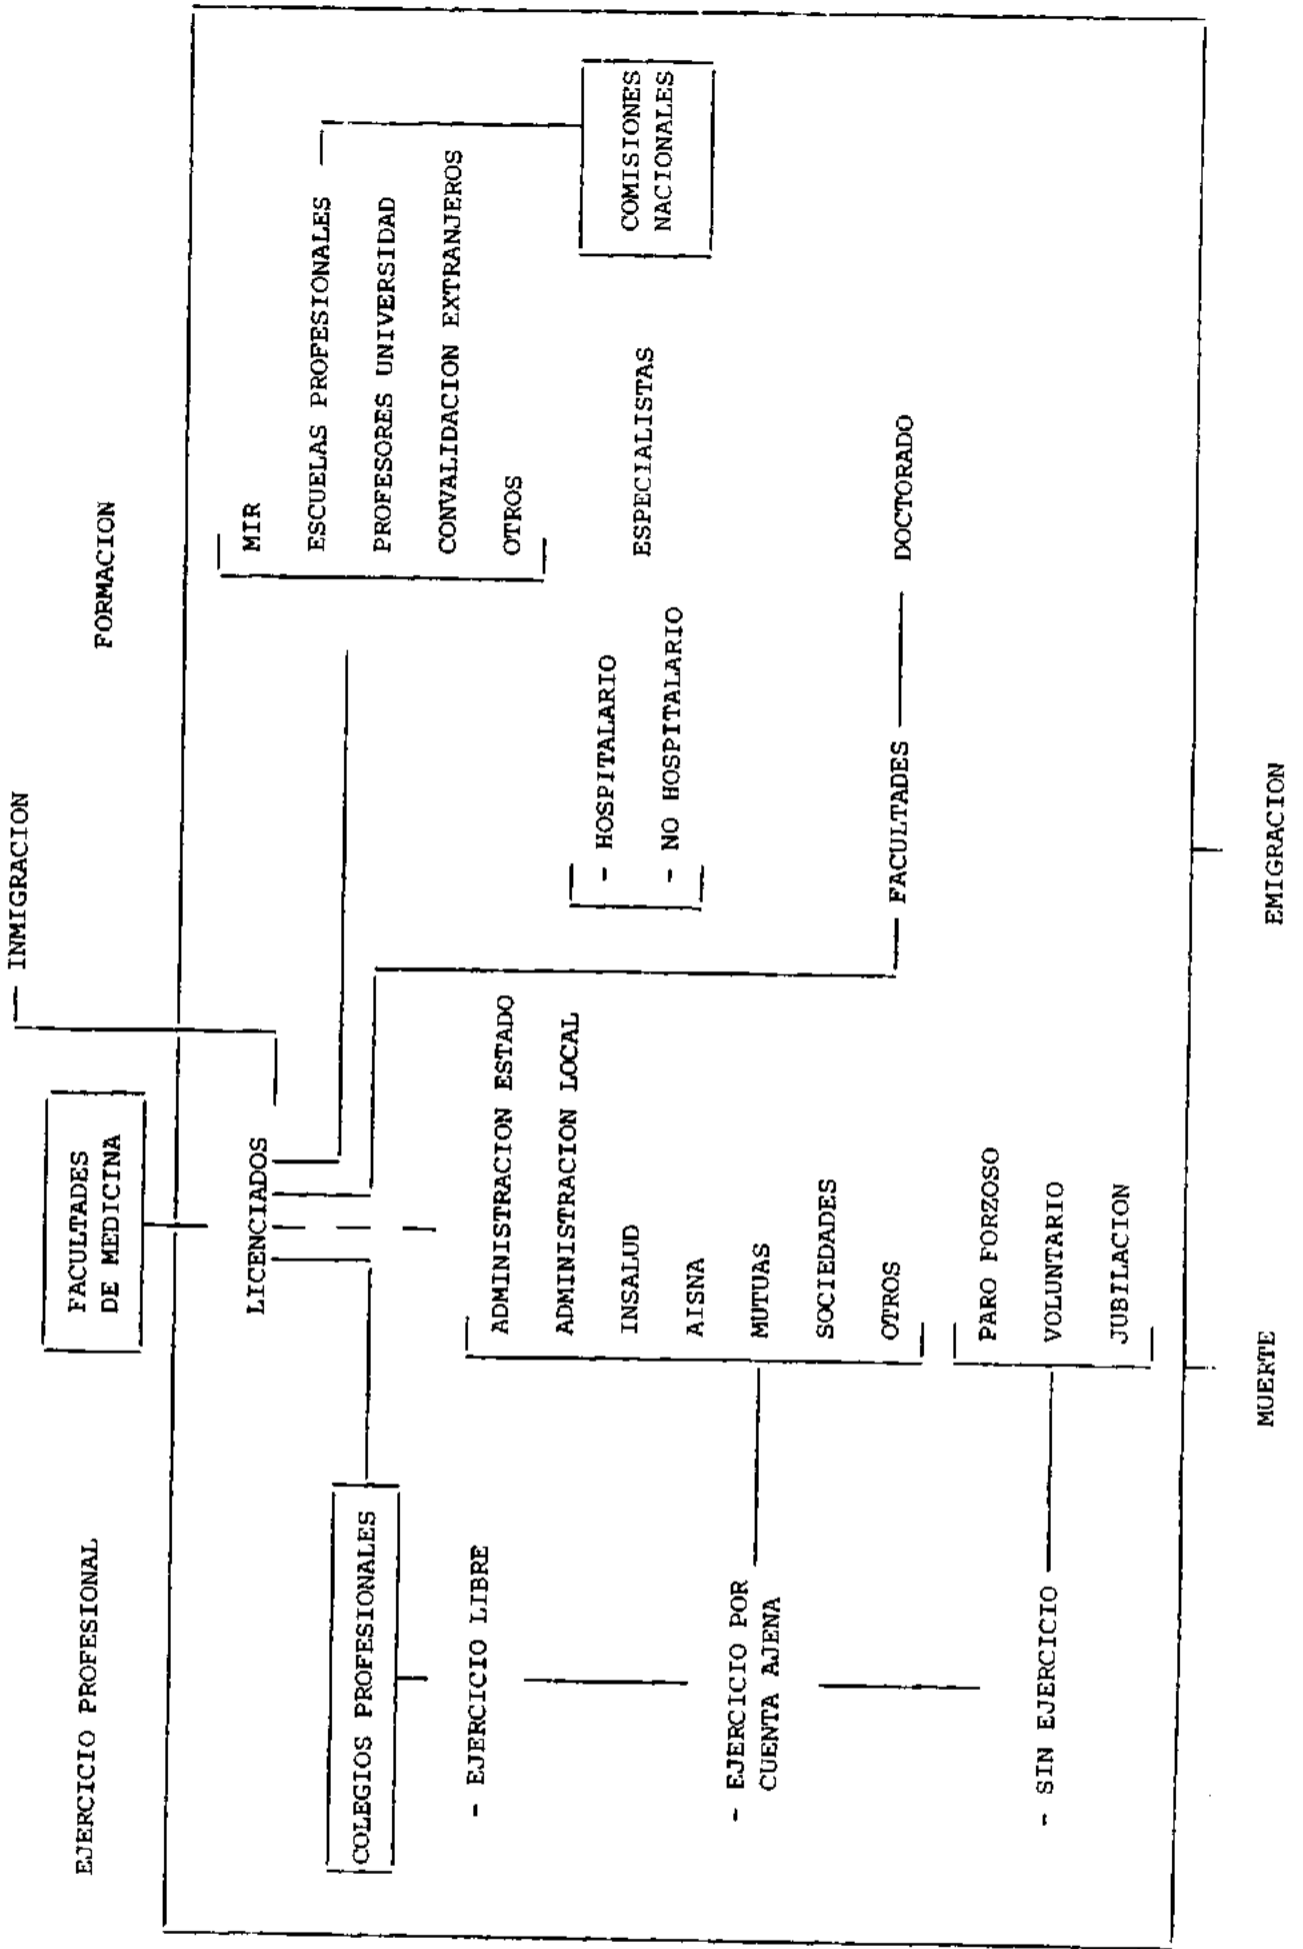 INMIGRACION
FACULTADES
DE MEDICINA
EJERCICIO PROFESIONAL
FORMACION
LICENCIADOS
COLEGIOS PROFESIONALES
- EJERCICIO LIBRE
- EJERCICIO POR
CUENTA AJENA
- SIN EJERCICIO
ADMINISTRACION ESTADO
ADMINISTRACION LOCAL
INSALUD
AISNA
MUTUAS
SOCIEDADES
OTROS
PARO FORZOSO
VOLUNTARIO
JUBILACION
MIR
ESCUELAS PROFESIONALES
PROFESORES UNIVERSIDAD
CONVALIDACION EXTRANJEROS
OTROS
COMISIONES
NACIONALES
- HOSPITALARIO
- NO HOSPITALARIO
ESPECIALISTAS
FACULTADES
DOCTORADO
MUERTE
EMIGRACION